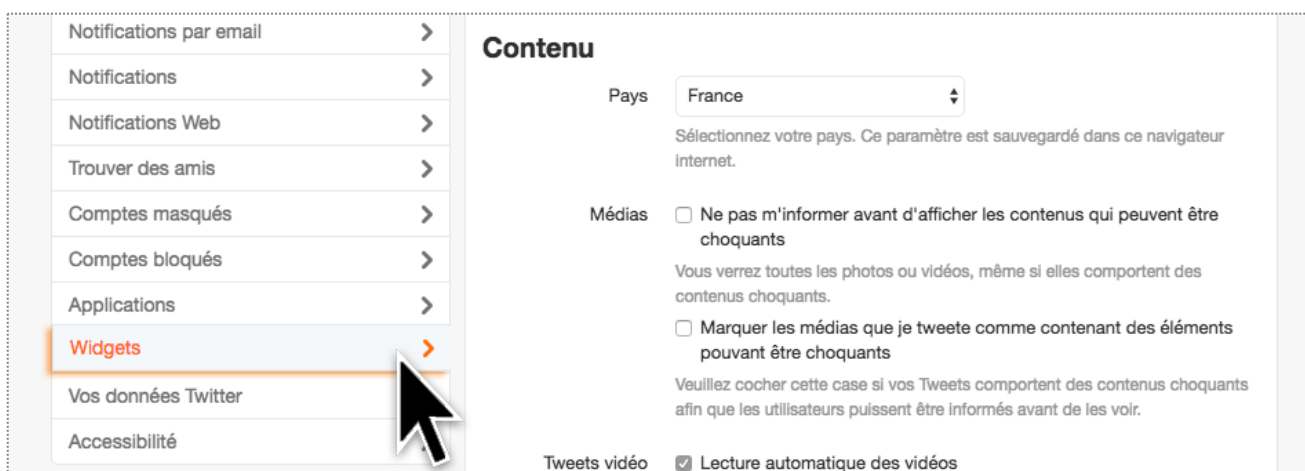 Notifications par email
Notifications
Notifications Web
Trouver des amis
Comptes masqués
Comptes bloqués
Applications
Widgets
Vos données Twitter
Accessibilité
Contenu
Pays
France
Sélectionnez votre pays. Ce paramètre est sauvegardé dans ce navigateur
internet.
Médias
Ne pas m'informer avant d'afficher les contenus qui peuvent être
choquants
Vous verrez toutes les photos ou vidéos, même si elles comportent des
contenus choquants.
Marquer les médias que je tweete comme contenant des éléments
pouvant être choquants
Veuillez cocher cette case si vos Tweets comportent des contenus choquants
afin que les utilisateurs puissent être informés avant de les voir.
Tweets vidéo
Lecture automatique des vidéos